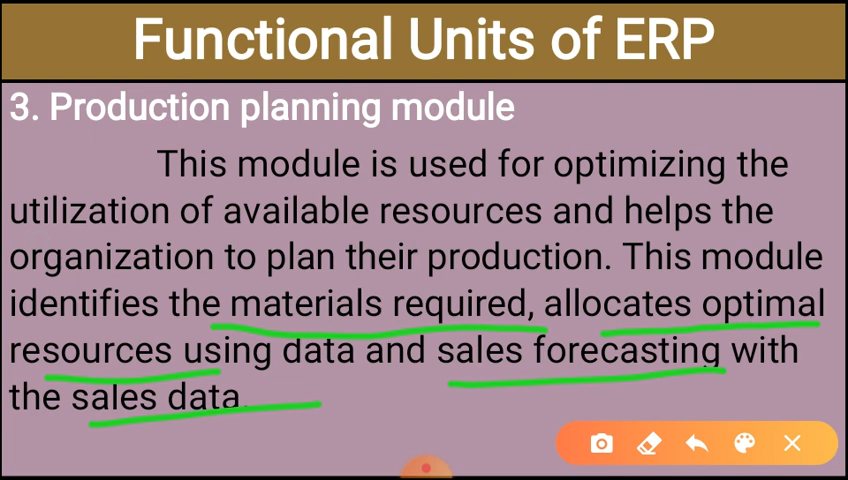 Functional Units of ERP
3. Production planning module
This module is used for optimizing the
utilization of available resources and helps the
organization to plan their production. This module
identifies the materials required, allocates optimal
resources using data and sales forecasting with
the sales data.